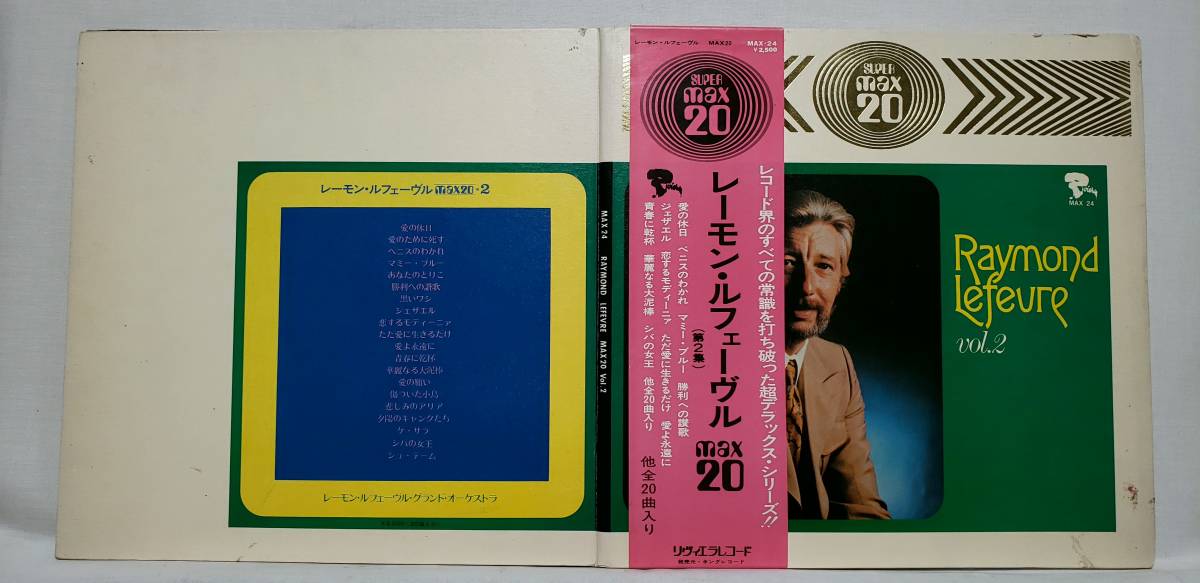 レーモン・ルフェーヴル max20-2
愛の休日
愛のために死す
ベニスのわかれ
マミー・ブルー
あなたのとりこ
勝利への讃歌
黒いワシ
ジェザエル
恋するモディーニァ
ただ愛に生きるだけ
愛よ永遠に
青春に乾杯
華麗なる大泥棒
愛の願い
傷ついた小鳥
悲しみのアリア
夕陽のギャングたち
ケ・サラ
シバの女王
ジュ・テーム
レーモン・ルフェーヴル・グランド・オーケストラ
MAX24 RAYMOND LEFEVRE MAX20 Vol.2
レーモン・ルフェーヴル MAX20 MAX-24
¥2,500
SUPER
max
20
レコード界のすべての常識を打ち破った超デラックス・シリーズ!!
レーモン・ルフェーヴル
(第2集)
max
20
愛の休日 ベニスのわかれ マミー・ブルー 勝利への讃歌
ジェザエル 恋するモディーニァ ただ愛に生きるだけ 愛よ永遠に
青春に乾杯 華麗なる大泥棒 シバの女王 他全20曲入り
他全20曲入り
リヴィエラレコード
発売元・キングレコード
SUPER
max
20
Riviera
MAX 24
Raymond
Lefevre
vol.2